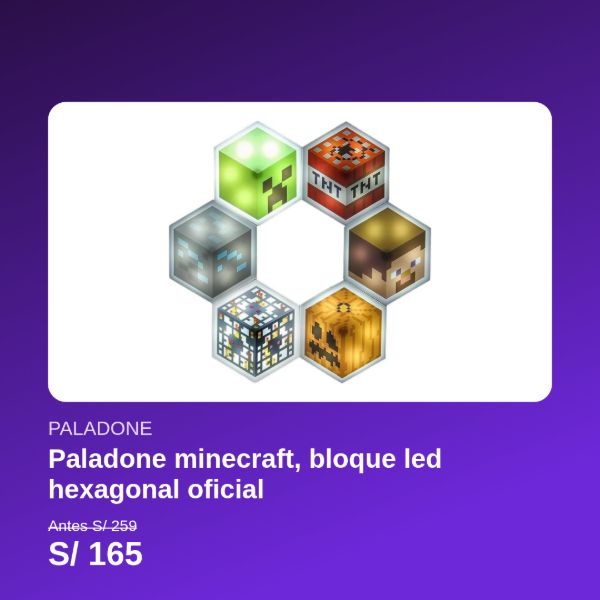 TNT TNT
PALADONE
Paladone minecraft, bloque led
hexagonal oficial
Antes S/ 259
S/ 165